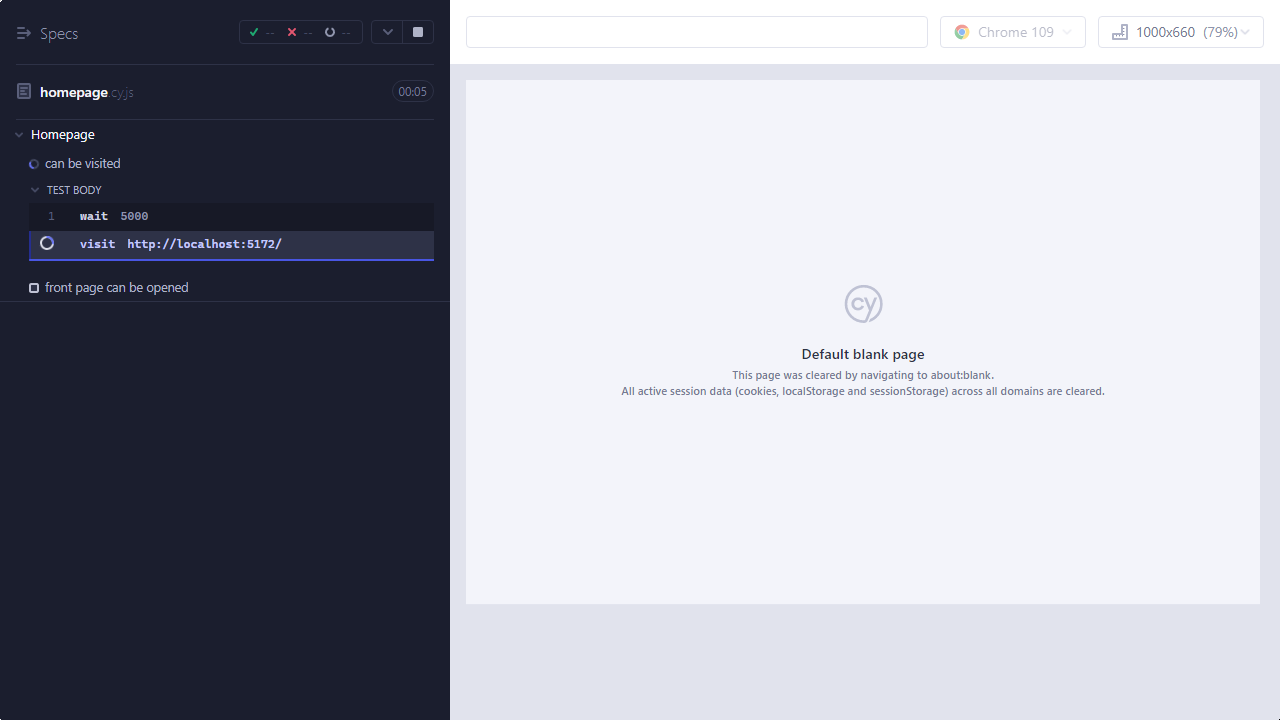 Specs
--
--
--
Chrome 109
1000x660 (79%)
homepage.cy.js
00:05
Homepage
can be visited
TEST BODY
1 wait 5000
visit http://localhost:5172/
front page can be opened
cy
Default blank page
This page was cleared by navigating to about:blank.
All active session data (cookies, localStorage and sessionStorage) across all domains are cleared.